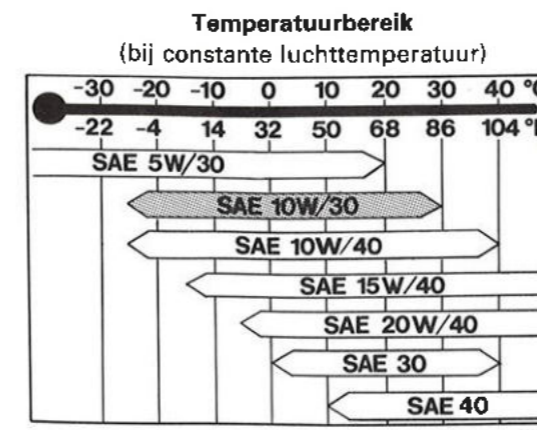 Temperatuurbereik
(bij constante luchttemperatuur)
-30 -20 -10 0 10 20 30 40 °C
-22 -4 14 32 50 68 86 104 °F
SAE 5W/30
SAE 10W/30
SAE 10W/40
SAE 15W/40
SAE 20W/40
SAE 30
SAE 40